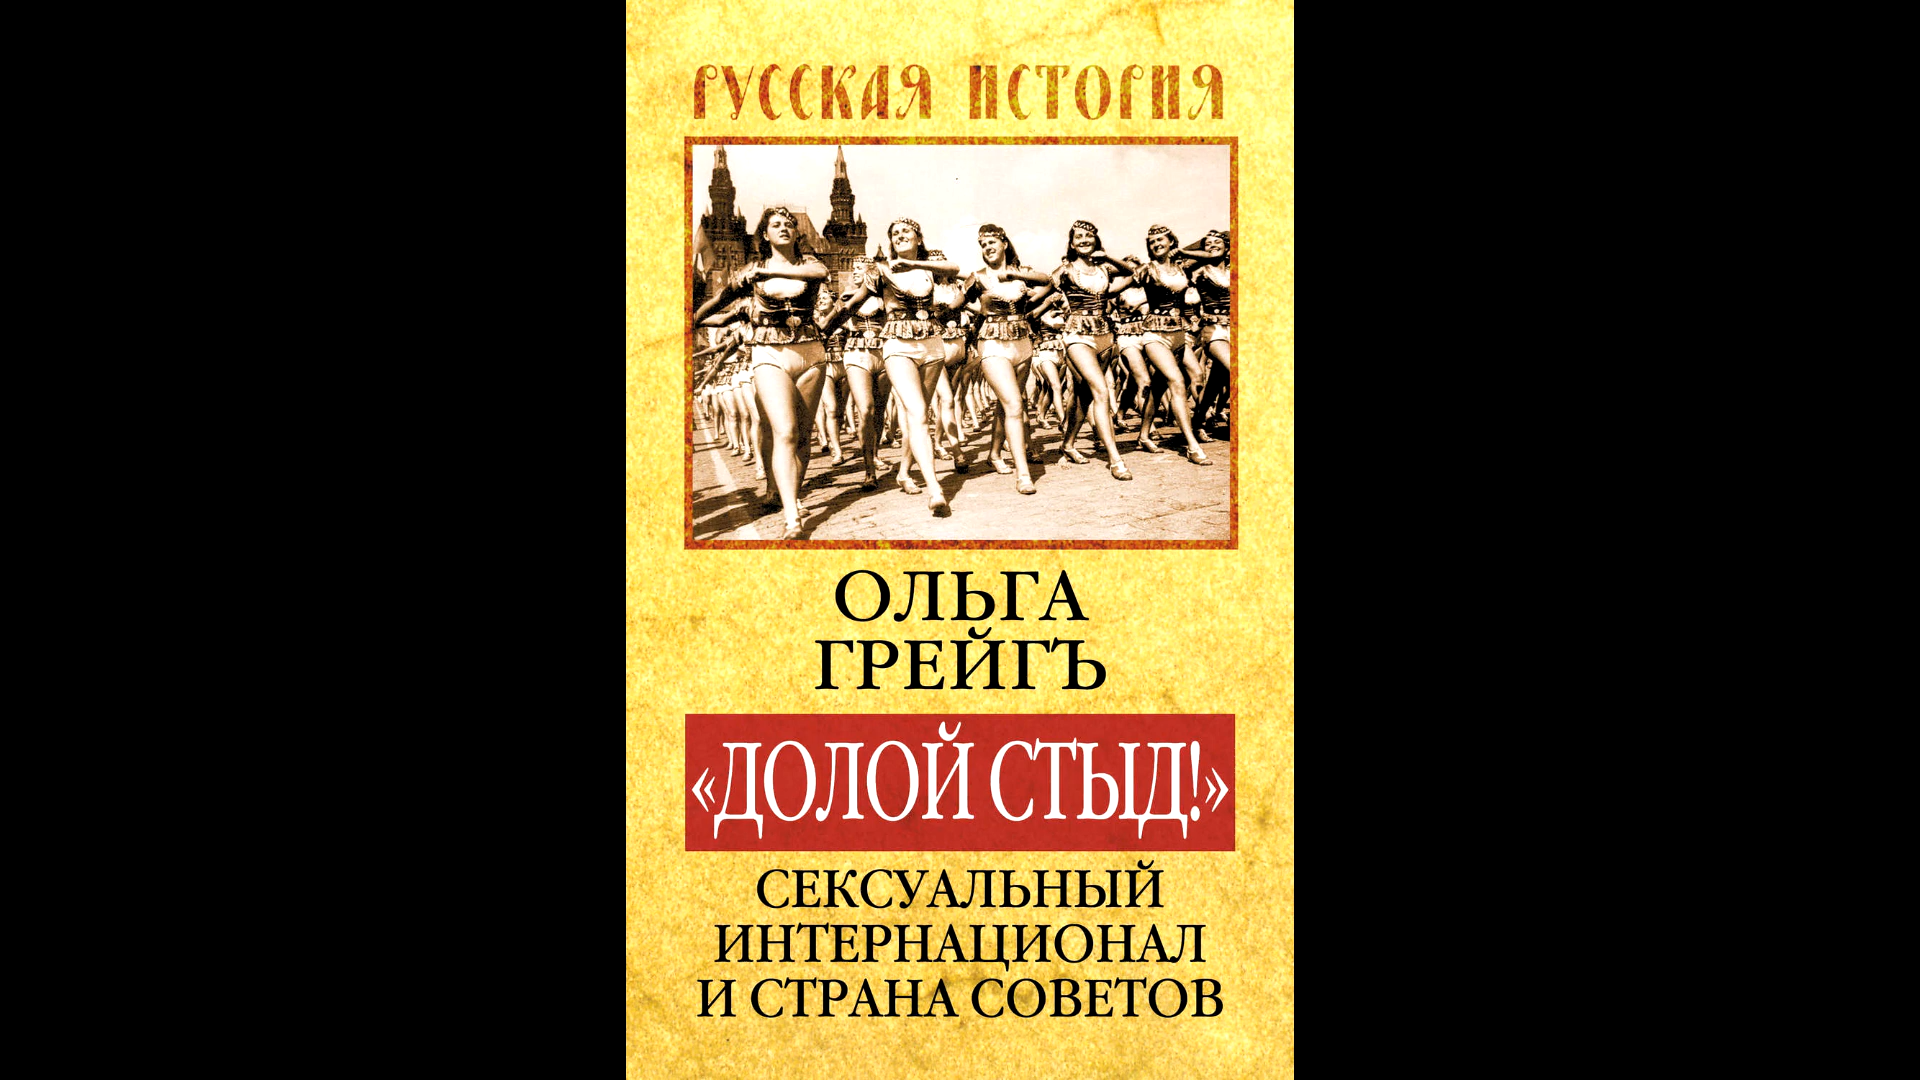 РУССКАЯ ИСТОРИЯ
ОЛЬГА
ГРЕЙГЪ
«ДОЛОЙ СТЫД!»
СЕКСУАЛЬНЫЙ
ИНТЕРНАЦИОНАЛ
И СТРАНА СОВЕТОВ